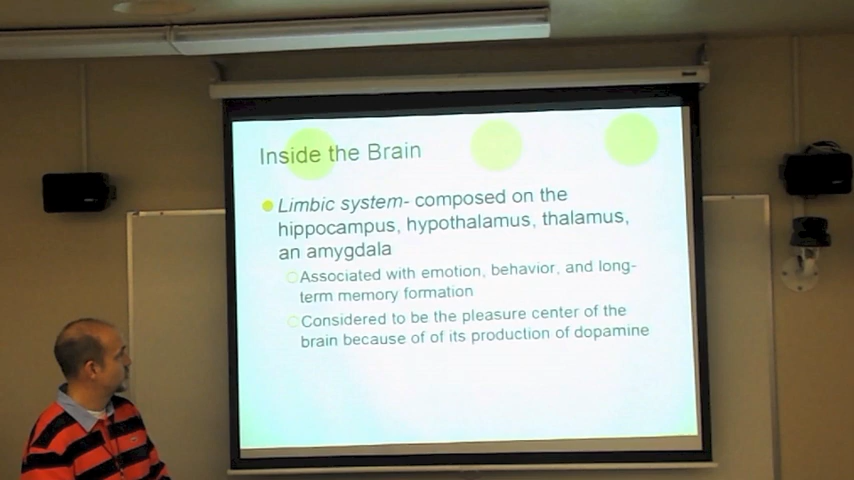 Inside the Brain
Limbic system- composed on the
hippocampus, hypothalamus, thalamus,
an amygdala
Associated with emotion, behavior, and long-
term memory formation
Considered to be the pleasure center of the
brain because of of its production of dopamine